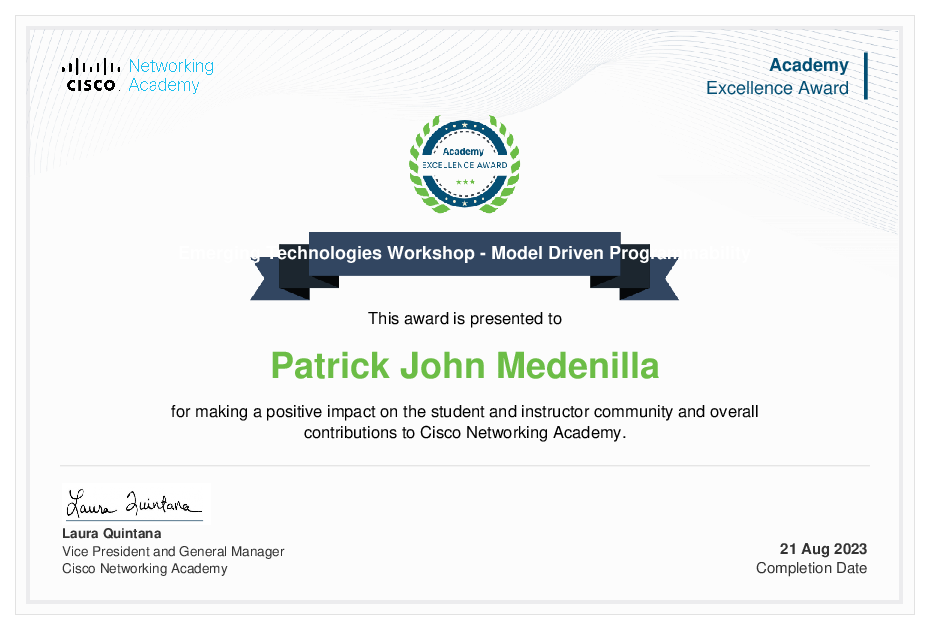 Networking
CISCO Academy
Academy
Excellence Award
Academy
EXCELLENCE AWARD
Emerging Technologies Workshop - Model Driven Programmability
This award is presented to
Patrick John Medenilla
for making a positive impact on the student and instructor community and overall
contributions to Cisco Networking Academy.
Laura Quintana
Laura Quintana
Vice President and General Manager
Cisco Networking Academy
21 Aug 2023
Completion Date